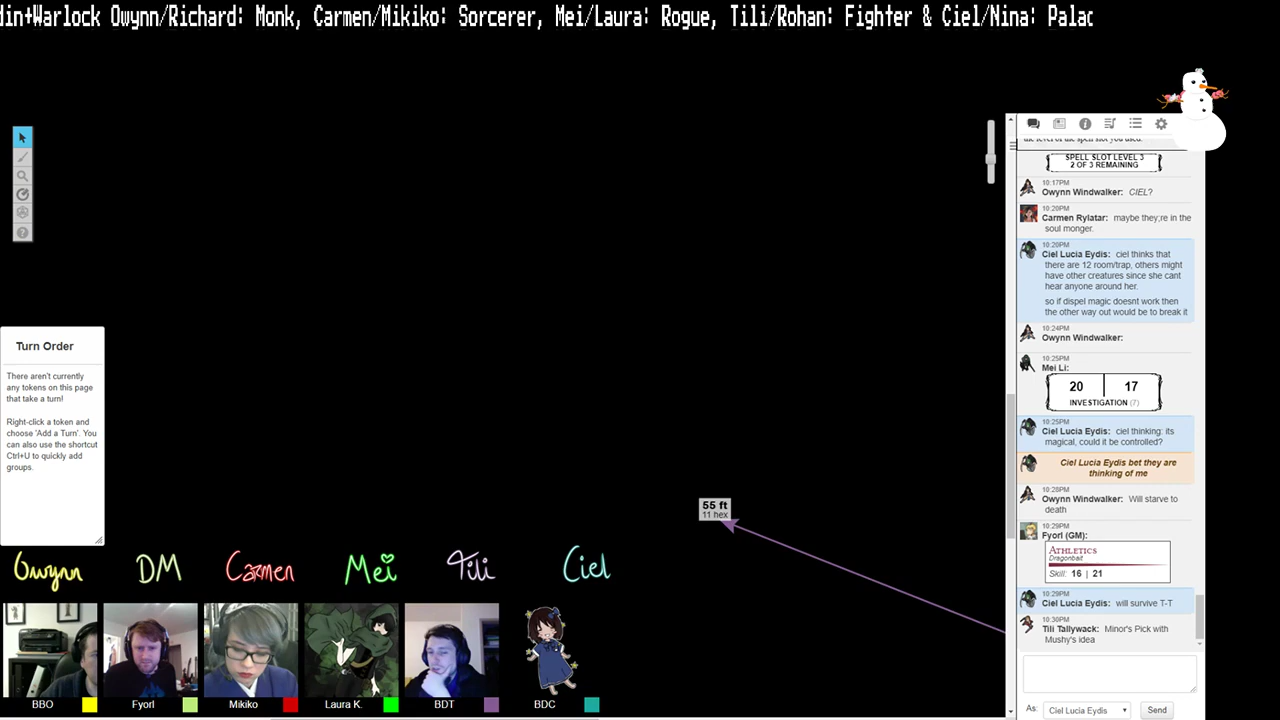 din+Warlock Owynn/Richard: Monk, Carmen/Mikiko: Sorcerer, Mei/Laura: Rogue, Tili/Rohan: Fighter & Ciel/Nina: Palac
Turn Order
There aren't currently
any tokens on this page
that take a turn!
Right-click a token and
choose 'Add a Turn'. You
can also use the shortcut
Ctrl+U to quickly add
groups.
55 ft
11 hex
the level of the spell slot you used.
SPELL SLOT LEVEL 3
2 OF 3 REMAINING
10:17PM
Owynn Windwalker: CIEL?
10:20PM
Carmen Rylatar: maybe they;re in the
soul monger.
10:20PM
Ciel Lucia Eydis: ciel thinks that
there are 12 room/trap, others might
have other creatures since she cant
hear anyone around her.
so if dispel magic doesnt work then
the other way out would be to break it
10:24PM
Owynn Windwalker:
10:25PM
Mei Li:
20 | 17
INVESTIGATION (7)
10:25PM
Ciel Lucia Eydis: ciel thinking: its
magical, could it be controlled?
Ciel Lucia Eydis bet they are
thinking of me
10:28PM
Owynn Windwalker: Will starve to
death
10:29PM
Fyorl (GM):
ATHLETICS
Dragonbait
Skill: 16 | 21
10:29PM
Ciel Lucia Eydis: will survive T-T
10:30PM
Tili Tallywack: Minor's Pick with
Mushy's idea
As: Ciel Lucia Eydis Send
Owynn DM Carmen Mei Tili Ciel
BBO Fyorl Mikiko Laura K. BDT BDC